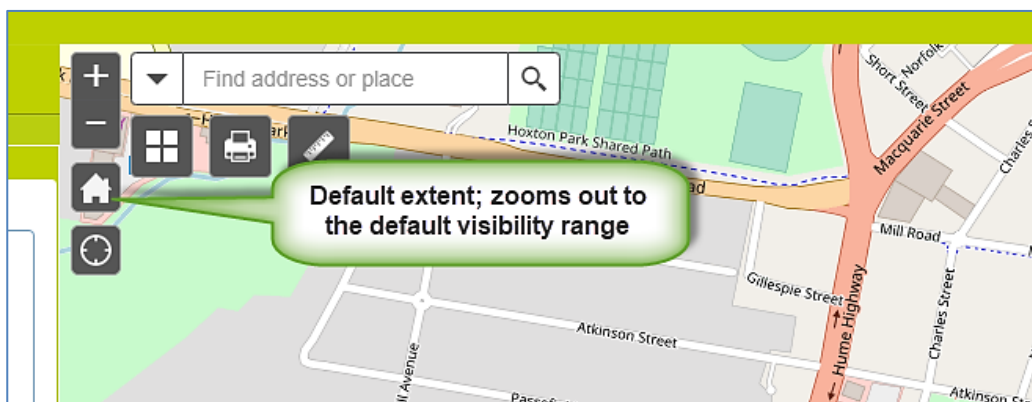 +
Find address or place
−
Hoxton Park Shared Path
Default extent; zooms out to
the default visibility range
Short Street
Norfolk
Macquarie Street
Charles
Mill Road
Gillespie Street
Hume Highway
Charles Street
Atkinson Street
Avenue
Atkinson Street